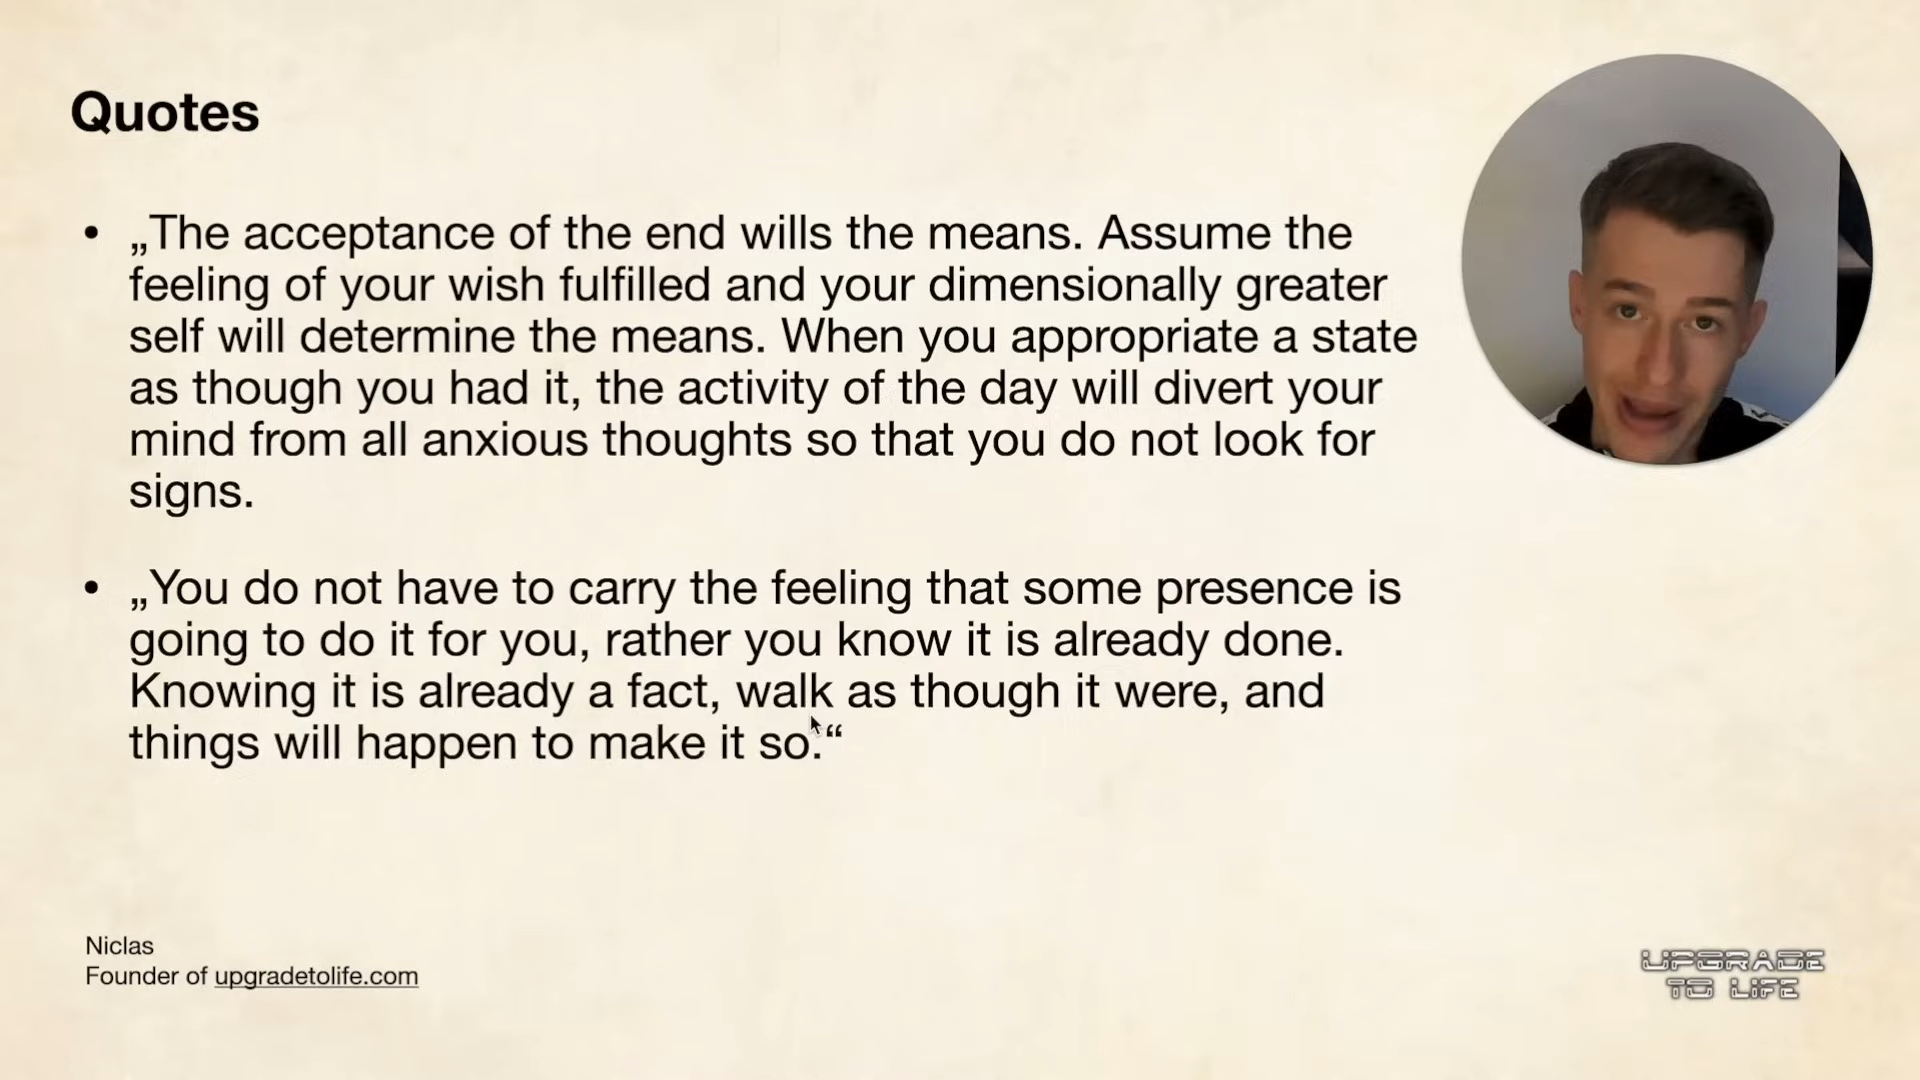 Quotes
• „The acceptance of the end wills the means. Assume the
feeling of your wish fulfilled and your dimensionally greater
self will determine the means. When you appropriate a state
as though you had it, the activity of the day will divert your
mind from all anxious thoughts so that you do not look for
signs.
• „You do not have to carry the feeling that some presence is
going to do it for you, rather you know it is already done.
Knowing it is already a fact, walk as though it were, and
things will happen to make it so.“
Niclas
Founder of upgradetolife.com
UPGRADE
TO LIFE